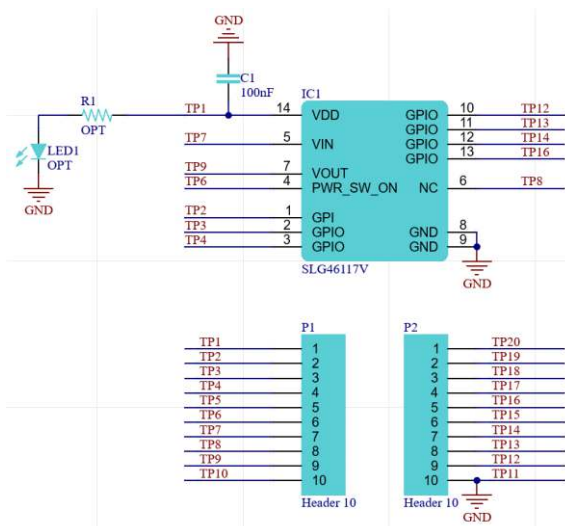 GND
C1
100nF
R1
OPT
LED1
OPT
GND
IC1
TP1 14 VDD GPIO 10 TP12
GPIO 11 TP13
TP7 5 VIN GPIO 12 TP14
GPIO 13 TP16
TP9 7 VOUT
TP6 4 PWR_SW_ON NC 6 TP8
TP2 1 GPI
TP3 2 GPIO GND 8
TP4 3 GPIO GND 9
GND
SLG46117V
P1 P2
TP1 1 1 TP20
TP2 2 2 TP19
TP3 3 3 TP18
TP4 4 4 TP17
TP5 5 5 TP16
TP6 6 6 TP15
TP7 7 7 TP14
TP8 8 8 TP13
TP9 9 9 TP12
TP10 10 10 TP11
Header 10 Header 10
GND